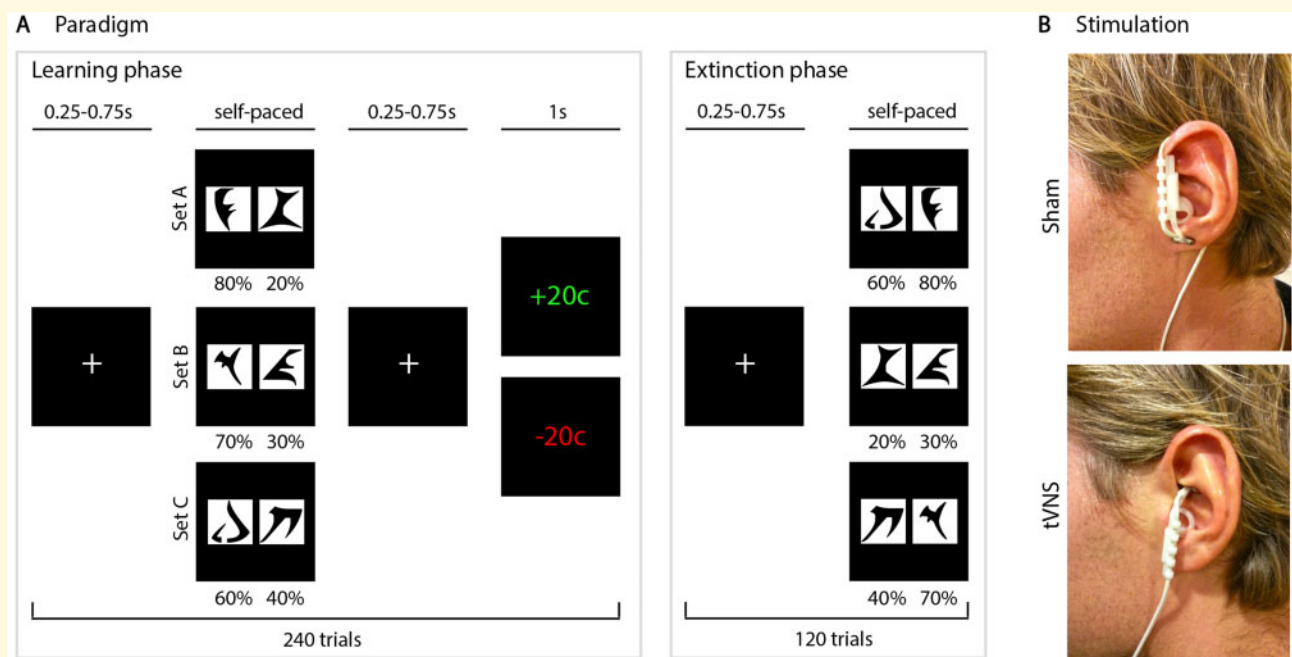 A Paradigm
Learning phase
0.25-0.75s self-paced 0.25-0.75s 1s
Set A
80% 20%
+20c
Set B
70% 30%
-20c
Set C
60% 40%
240 trials
Extinction phase
0.25-0.75s self-paced
60% 80%
20% 30%
40% 70%
120 trials
B Stimulation
Sham
tVNS